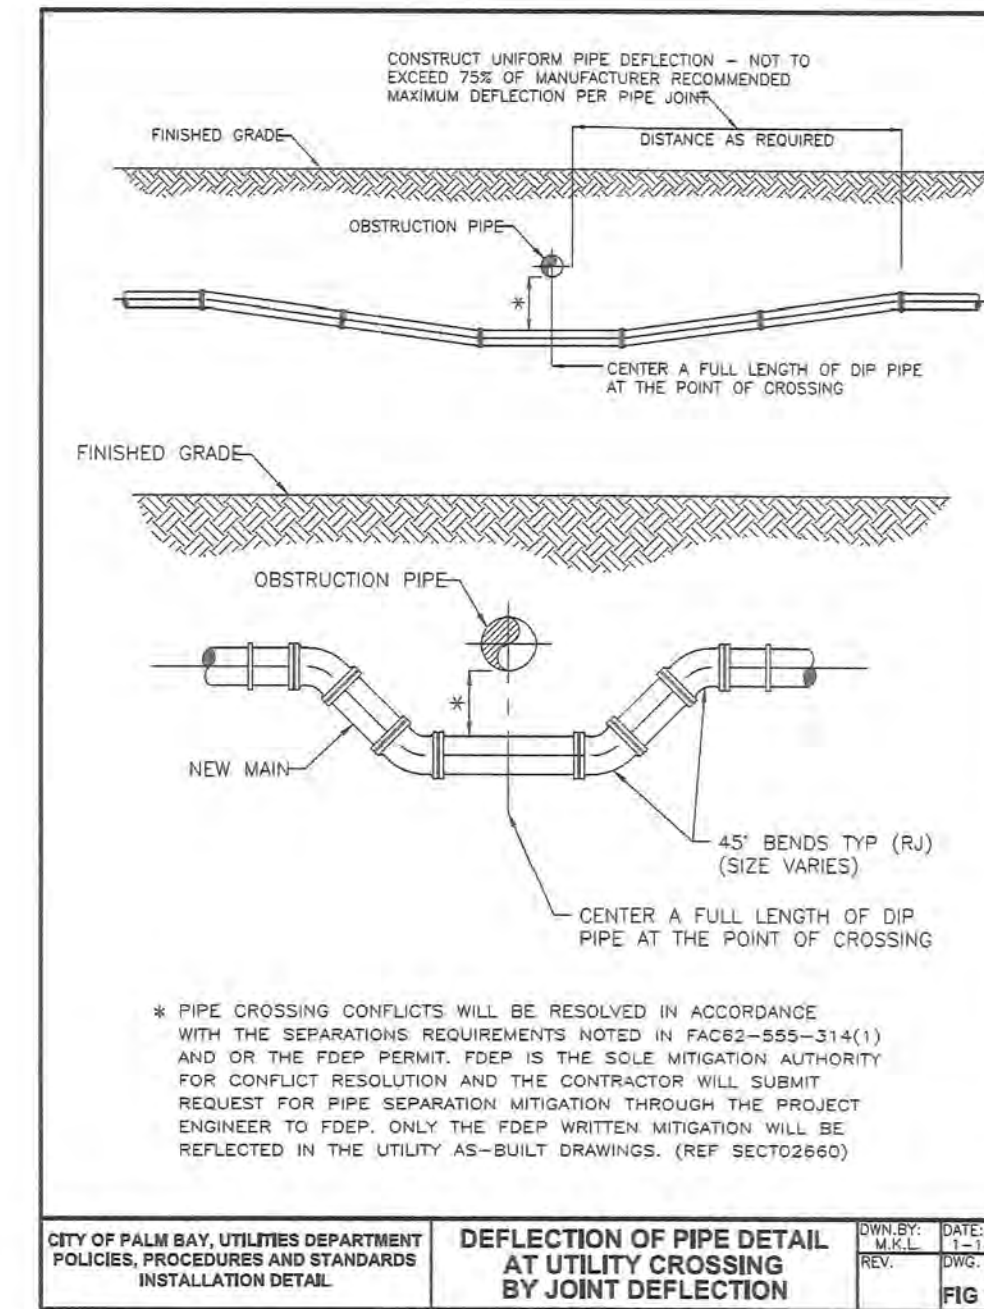 CONSTRUCT UNIFORM PIPE DEFLECTION – NOT TO
EXCEED 75% OF MANUFACTURER RECOMMENDED
MAXIMUM DEFLECTION PER PIPE JOINT
FINISHED GRADE
DISTANCE AS REQUIRED
OBSTRUCTION PIPE
*
CENTER A FULL LENGTH OF DIP PIPE
AT THE POINT OF CROSSING
FINISHED GRADE
OBSTRUCTION PIPE
*
NEW MAIN
45° BENDS TYP (RJ)
(SIZE VARIES)
CENTER A FULL LENGTH OF DIP
PIPE AT THE POINT OF CROSSING
* PIPE CROSSING CONFLICTS WILL BE RESOLVED IN ACCORDANCE
WITH THE SEPARATIONS REQUIREMENTS NOTED IN FAC62-555-314(1)
AND OR THE FDEP PERMIT. FDEP IS THE SOLE MITIGATION AUTHORITY
FOR CONFLICT RESOLUTION AND THE CONTRACTOR WILL SUBMIT
REQUEST FOR PIPE SEPARATION MITIGATION THROUGH THE PROJECT
ENGINEER TO FDEP. ONLY THE FDEP WRITTEN MITIGATION WILL BE
REFLECTED IN THE UTILITY AS-BUILT DRAWINGS. (REF SECT02660)
CITY OF PALM BAY, UTILITIES DEPARTMENT
POLICIES, PROCEDURES AND STANDARDS
INSTALLATION DETAIL
DEFLECTION OF PIPE DETAIL
AT UTILITY CROSSING
BY JOINT DEFLECTION
DWN.BY:
M.K.L.
REV.
DATE:
1-1
DWG.
FIG